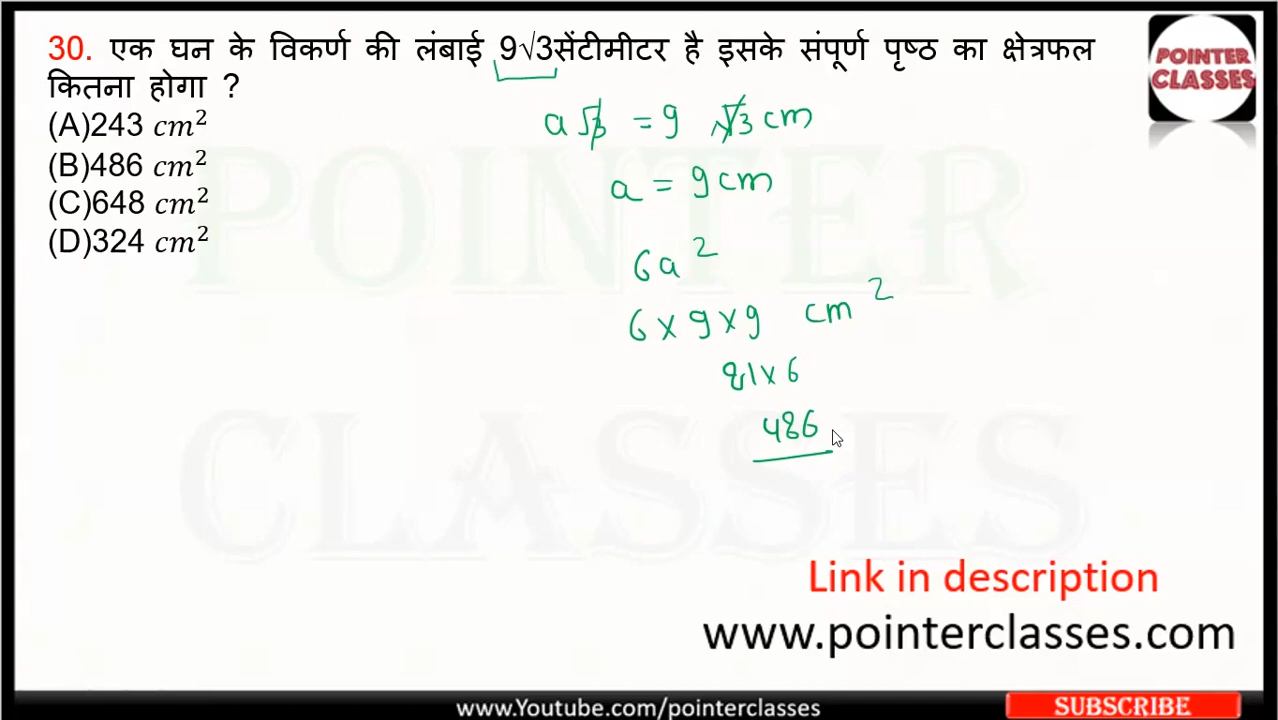 30. एक घन के विकर्ण की लंबाई 9√3सेंटीमीटर है इसके संपूर्ण पृष्ठ का क्षेत्रफल
कितना होगा ?
(A)243 cm²
(B)486 cm²
(C)648 cm²
(D)324 cm²
a√3 = 9 √3 cm
a = 9 cm
6a²
6 x 9 x 9 cm²
81 x 6
486
POINTER
CLASSES
POINTER
CLASSES
Link in description
www.pointerclasses.com
www.Youtube.com/pointerclasses
SUBSCRIBE